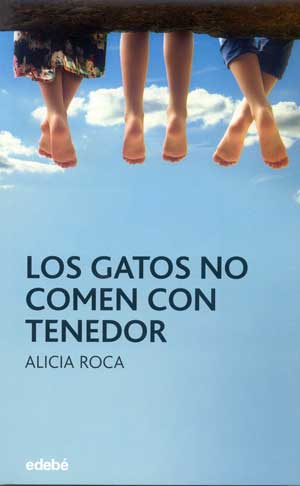 LOS GATOS NO
COMEN CON
TENEDOR
ALICIA ROCA
edebé